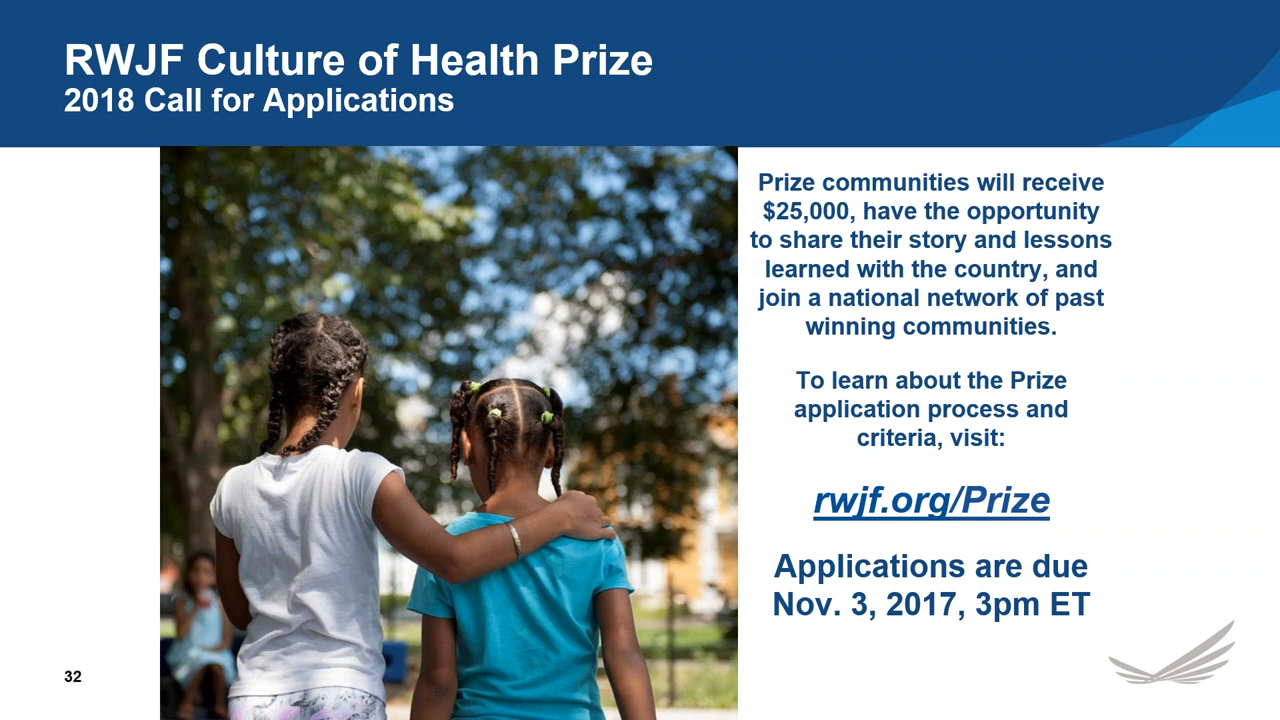 RWJF Culture of Health Prize
2018 Call for Applications
Prize communities will receive
$25,000, have the opportunity
to share their story and lessons
learned with the country, and
join a national network of past
winning communities.
To learn about the Prize
application process and
criteria, visit:
rwjf.org/Prize
Applications are due
Nov. 3, 2017, 3pm ET
32